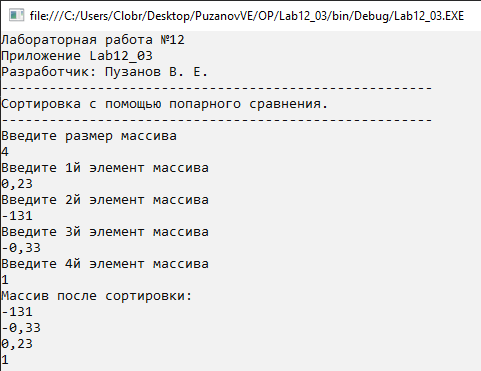 file:///C:/Users/Clobr/Desktop/PuzanovVE/OP/Lab12_03/bin/Debug/Lab12_03.EXE
Лабораторная работа №12
Приложение Lab12_03
Разработчик: Пузанов В. Е.
------------------------------------------------------
Сортировка с помощью попарного сравнения.
------------------------------------------------------
Введите размер массива
4
Введите 1й элемент массива
0,23
Введите 2й элемент массива
-131
Введите 3й элемент массива
-0,33
Введите 4й элемент массива
1
Массив после сортировки:
-131
-0,33
0,23
1